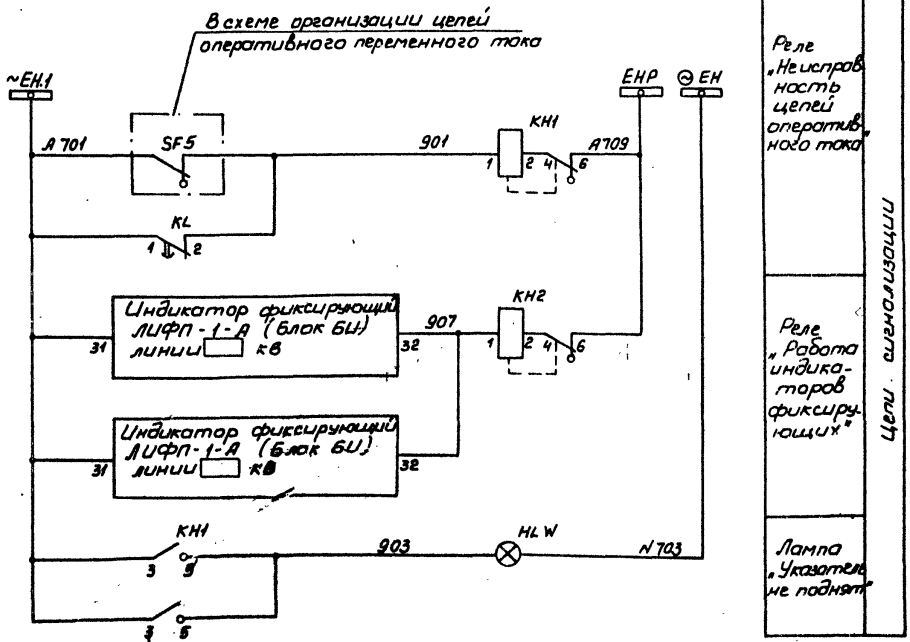 В схеме организации цепей
оперативного переменного тока
~ЕН.1
ЕНР
ЕН
А701
SF5
901
КН1
1
2
4
6
А709
KL
1
2
Индикатор фиксирующий
ЛИФП-1-А (Блок БИ)
линии кВ
31
32
907
КН2
1
2
4
6
Индикатор фиксирующий
ЛИФП-1-А (Блок БИ)
линии кВ
31
32
КН1
3
5
903
HLW
N703
3
5
Реле
„Неисправ
ность
цепей
оператив-
ного тока"
Реле
„Работа
индика-
торов
фиксиру-
ющих"
Лампа
„Указатель
не поднят"
Цепи сигнализации